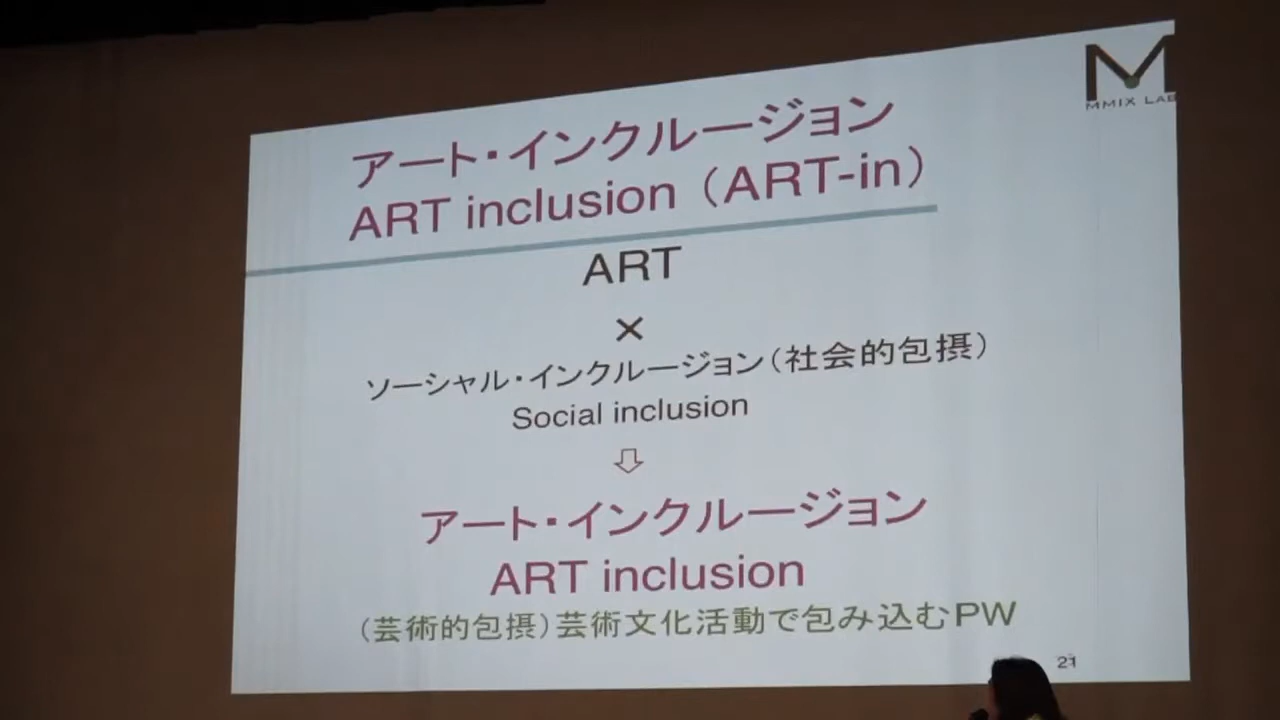 MMIX LAB
アート・インクルージョン
ART inclusion（ART-in）
ART
×
ソーシャル・インクルージョン（社会的包摂）
Social inclusion
⇩
アート・インクルージョン
ART inclusion
（芸術的包摂）芸術文化活動で包み込むPW
21